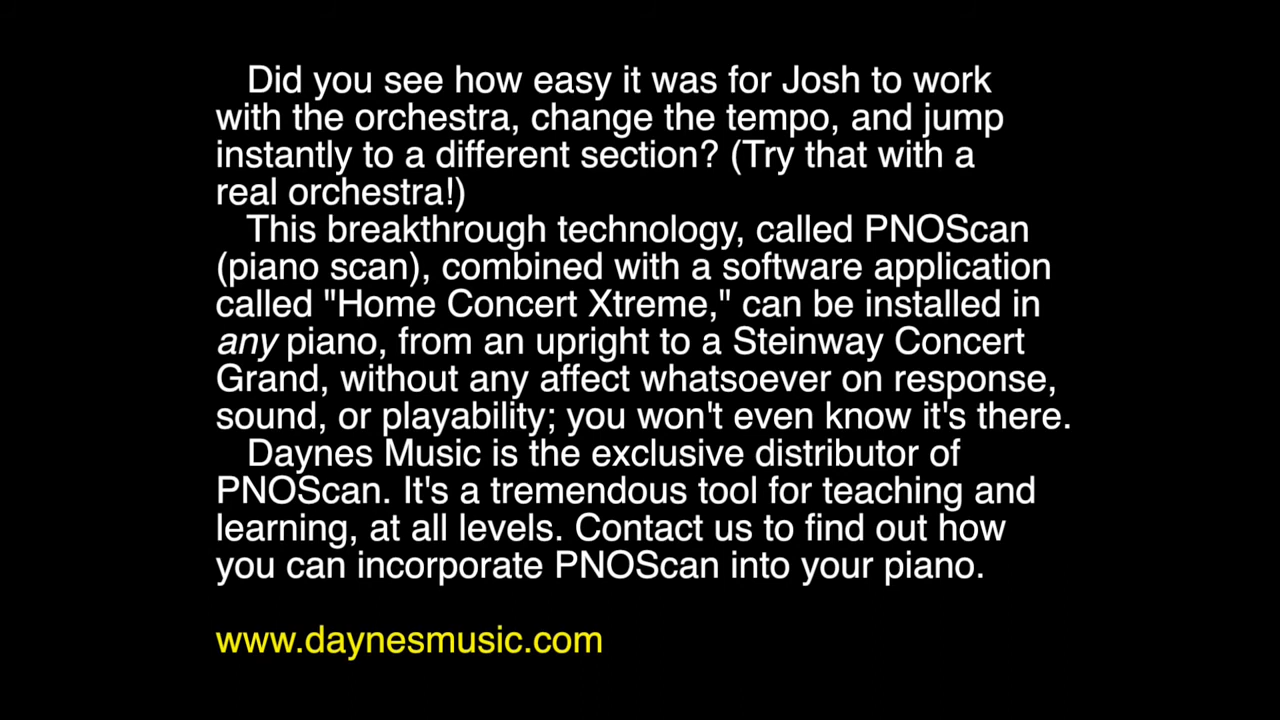 Did you see how easy it was for Josh to work
with the orchestra, change the tempo, and jump
instantly to a different section? (Try that with a
real orchestra!)
This breakthrough technology, called PNOScan
(piano scan), combined with a software application
called "Home Concert Xtreme," can be installed in
any piano, from an upright to a Steinway Concert
Grand, without any affect whatsoever on response,
sound, or playability; you won't even know it's there.
Daynes Music is the exclusive distributor of
PNOScan. It's a tremendous tool for teaching and
learning, at all levels. Contact us to find out how
you can incorporate PNOScan into your piano.
www.daynesmusic.com